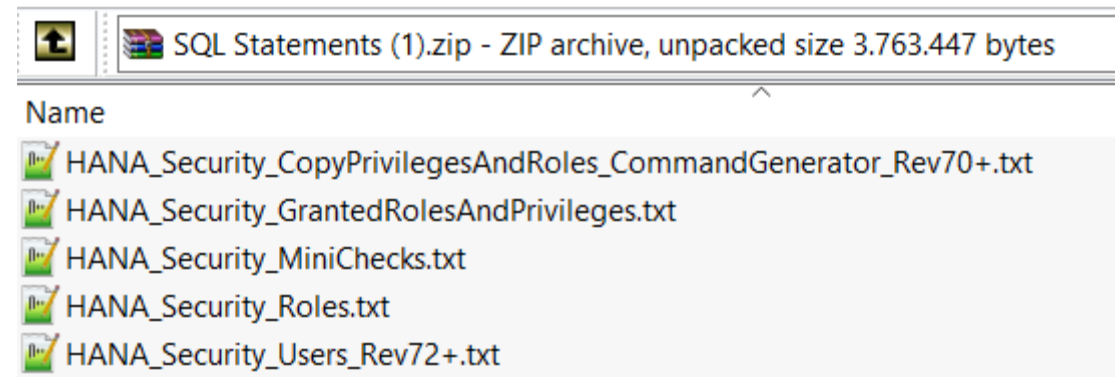 SQL Statements (1).zip - ZIP archive, unpacked size 3.763.447 bytes
Name
HANA_Security_CopyPrivilegesAndRoles_CommandGenerator_Rev70+.txt
HANA_Security_GrantedRolesAndPrivileges.txt
HANA_Security_MiniChecks.txt
HANA_Security_Roles.txt
HANA_Security_Users_Rev72+.txt